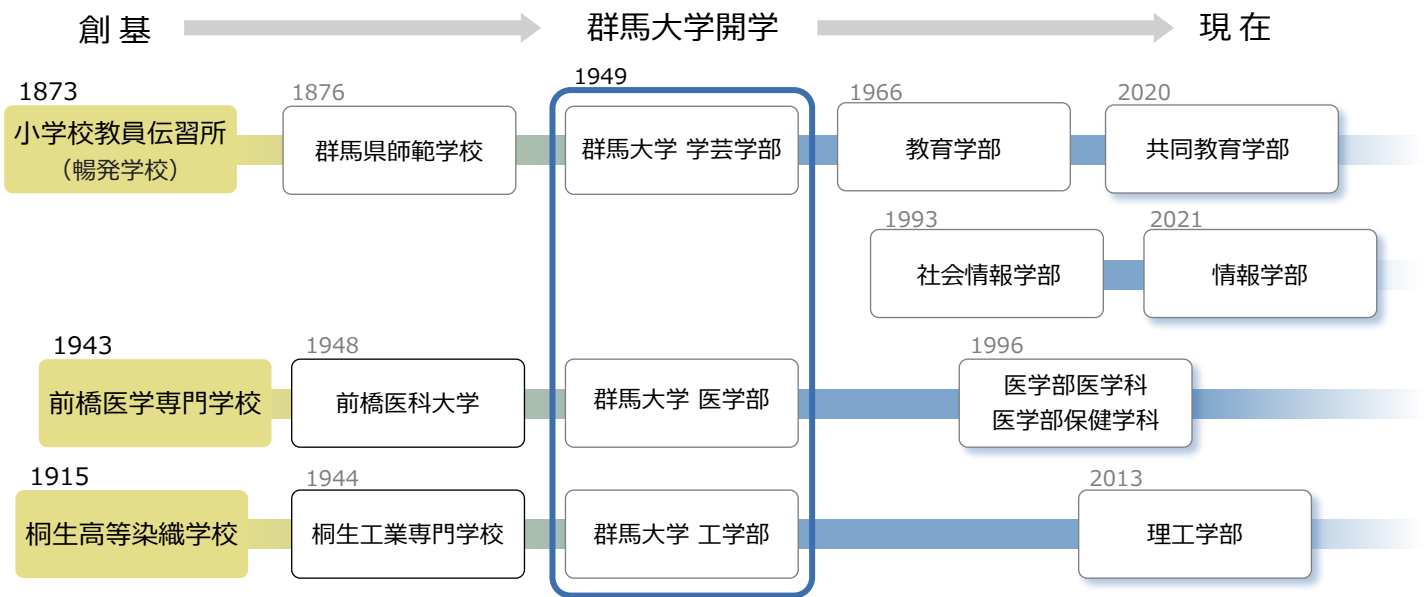 創 基
群馬大学開学
現 在
1873
小学校教員伝習所
（暢発学校）
1876
群馬県師範学校
1949
群馬大学 学芸学部
1966
教育学部
2020
共同教育学部
1993
社会情報学部
2021
情報学部
1943
前橋医学専門学校
1948
前橋医科大学
群馬大学 医学部
1996
医学部医学科
医学部保健学科
1915
桐生高等染織学校
1944
桐生工業専門学校
群馬大学 工学部
2013
理工学部